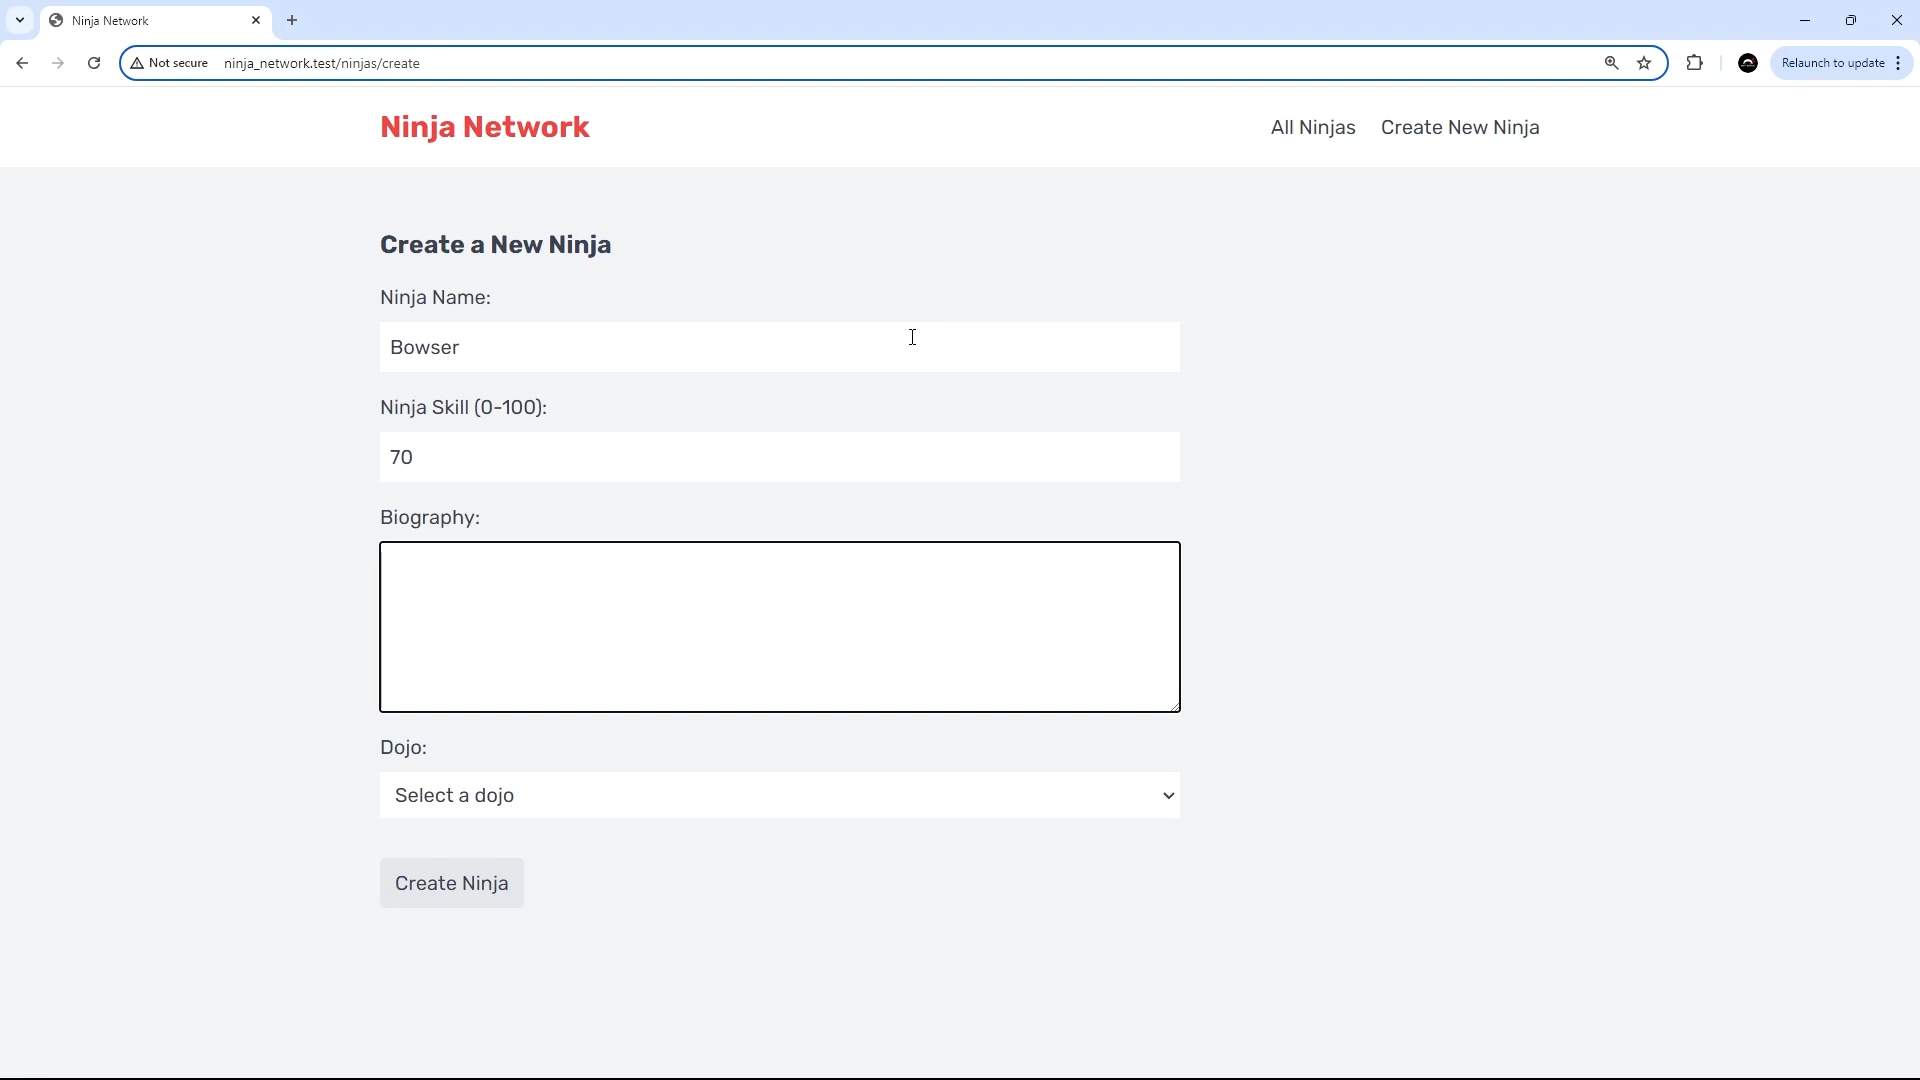 Ninja Network
Not secure
ninja_network.test/ninjas/create
Relaunch to update
Ninja Network
All Ninjas
Create New Ninja
Create a New Ninja
Ninja Name:
Bowser
Ninja Skill (0-100):
70
Biography:
Dojo:
Select a dojo
Create Ninja